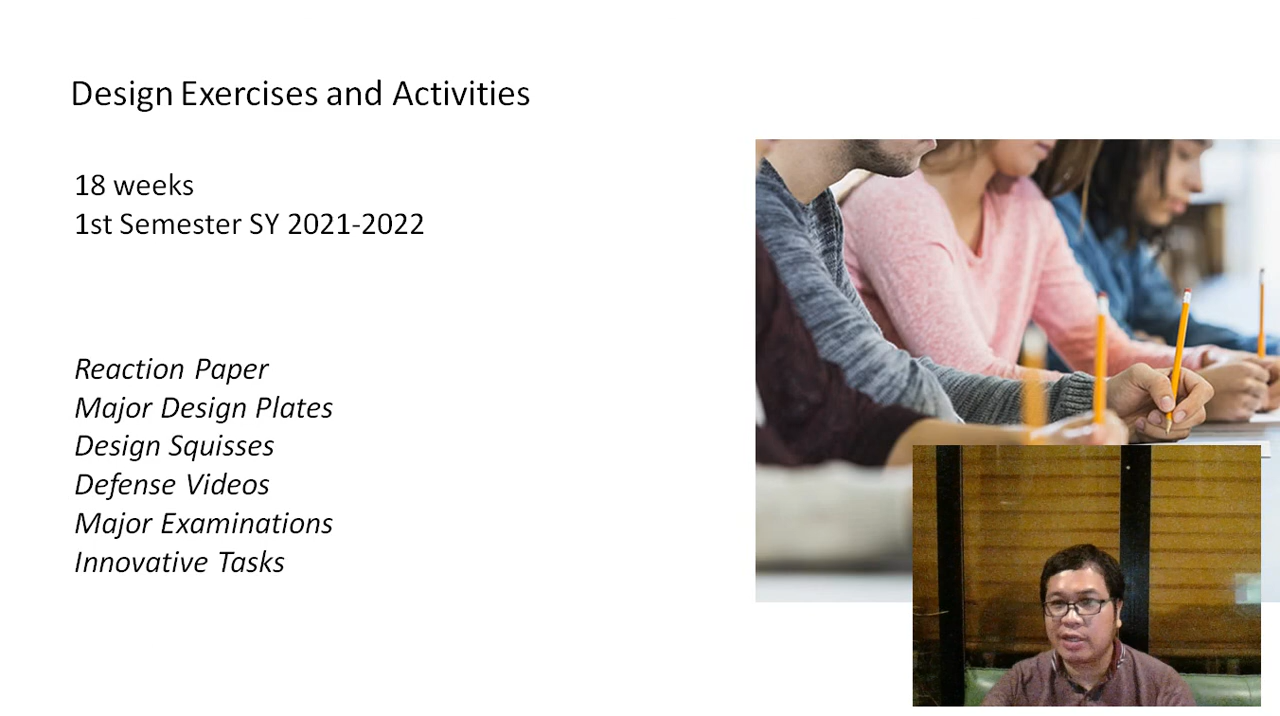 Design Exercises and Activities
18 weeks
1st Semester SY 2021-2022
Reaction Paper
Major Design Plates
Design Squisses
Defense Videos
Major Examinations
Innovative Tasks